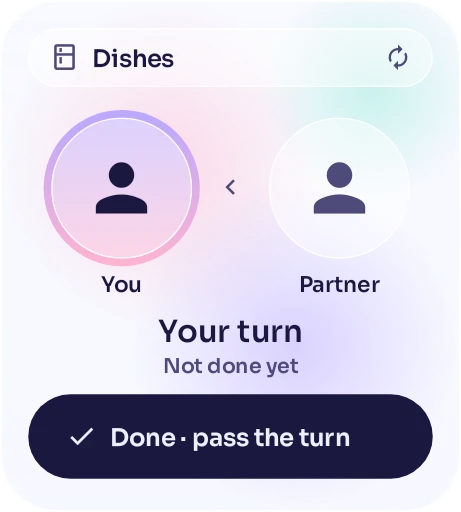 Dishes
You
Partner
Your turn
Not done yet
Done · pass the turn